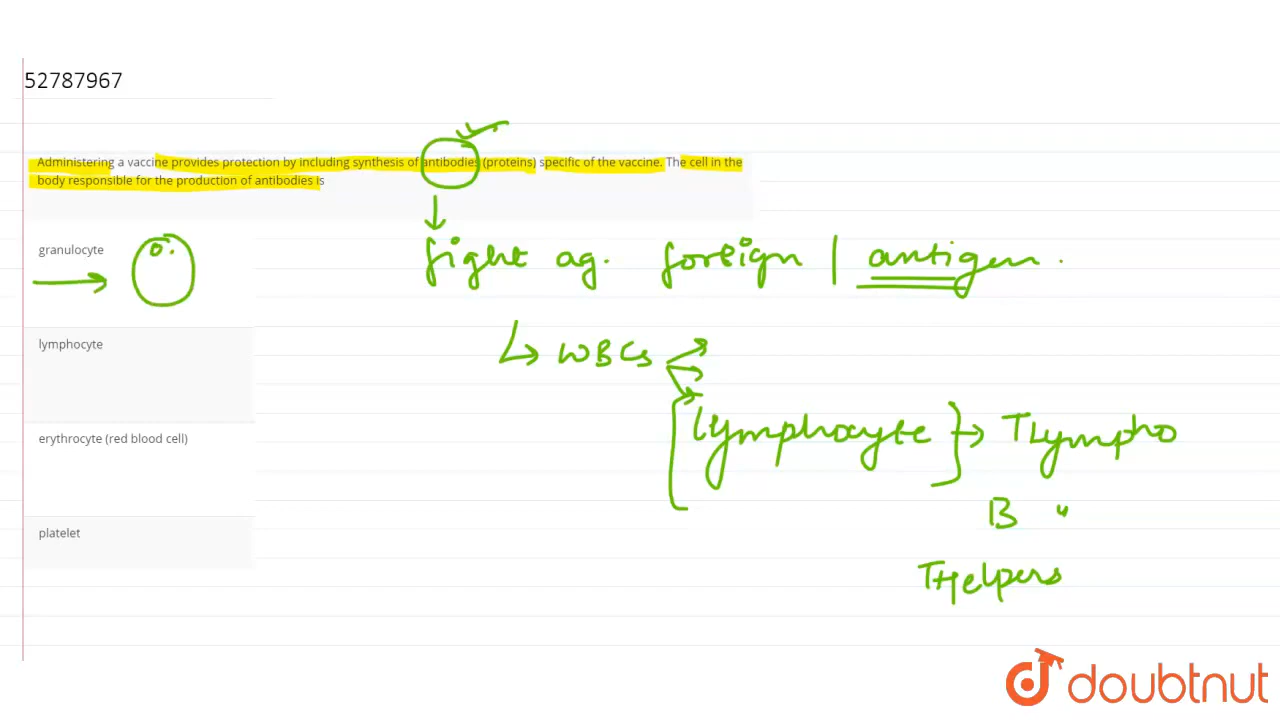 52787967
Administering a vaccine provides protection by including synthesis of antibodies (proteins) specific of the vaccine. The cell in the
body responsible for the production of antibodies is
granulocyte
fight ag. foreign | antigen.
lymphocyte
WBCs
[Lymphocyte] → TLympho
B "
erythrocyte (red blood cell)
platelet
THelpers
doubtnut